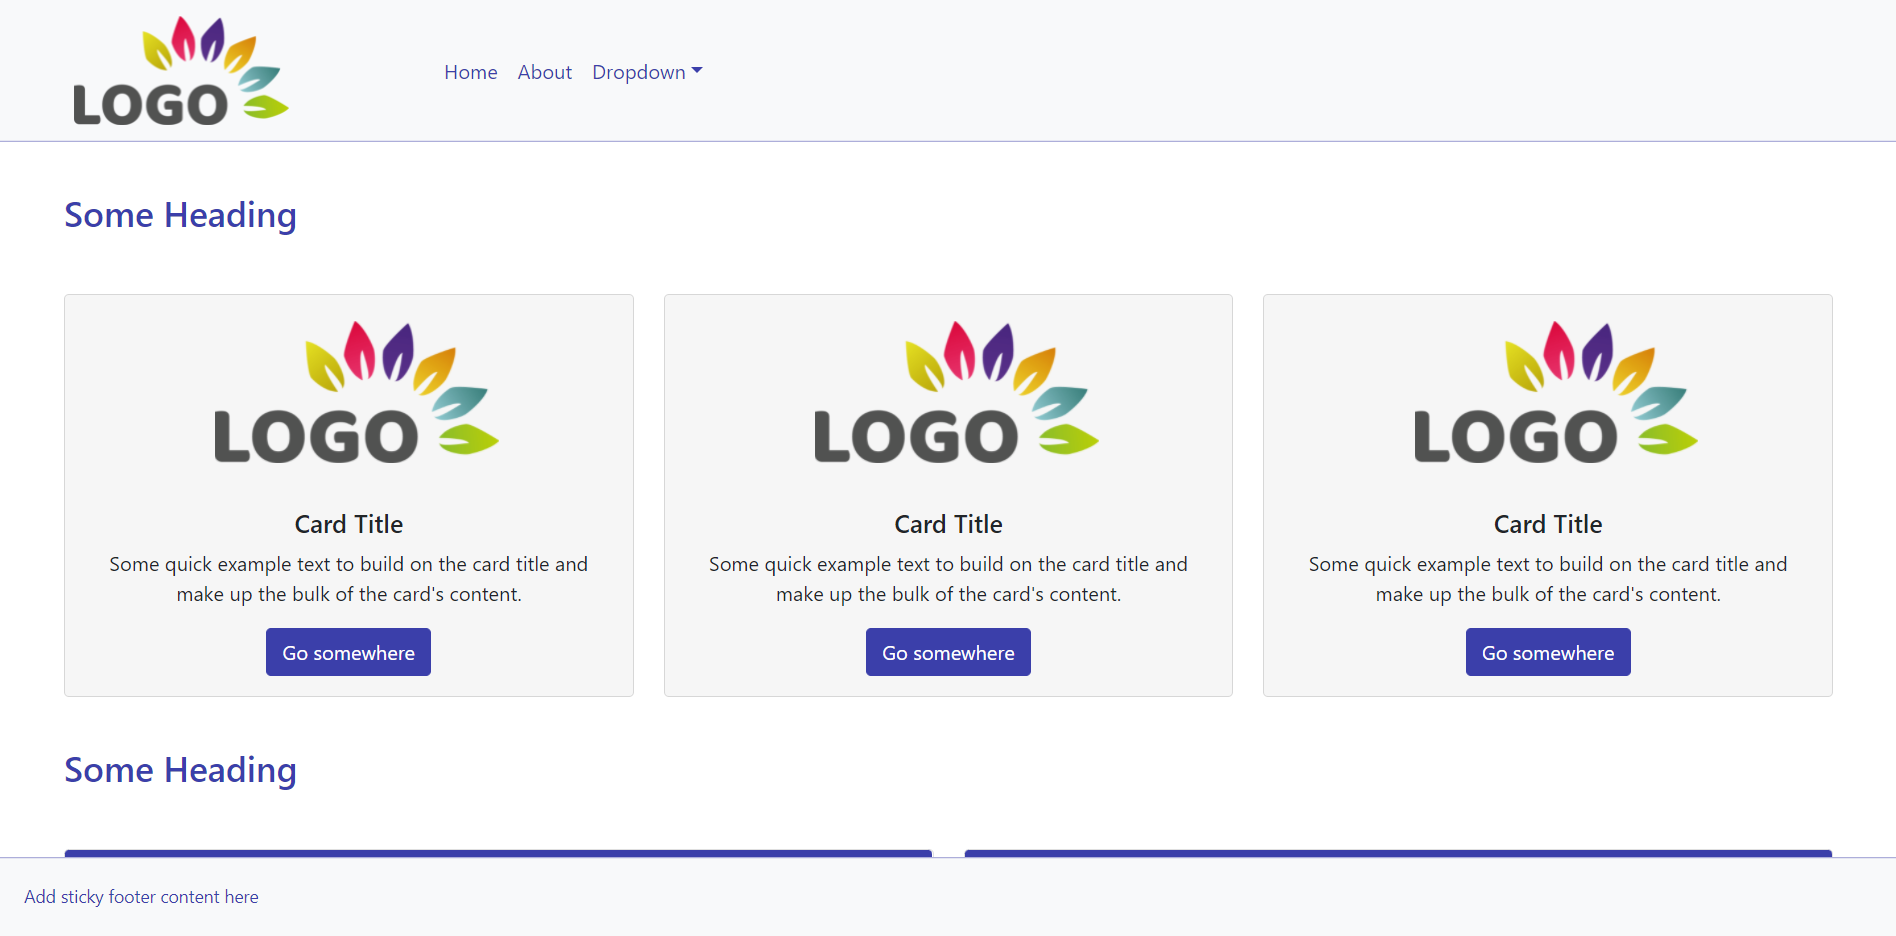 LOGO
Home About Dropdown
Some Heading
LOGO
Card Title
Some quick example text to build on the card title and
make up the bulk of the card's content.
Go somewhere
LOGO
Card Title
Some quick example text to build on the card title and
make up the bulk of the card's content.
Go somewhere
LOGO
Card Title
Some quick example text to build on the card title and
make up the bulk of the card's content.
Go somewhere
Some Heading
Add sticky footer content here